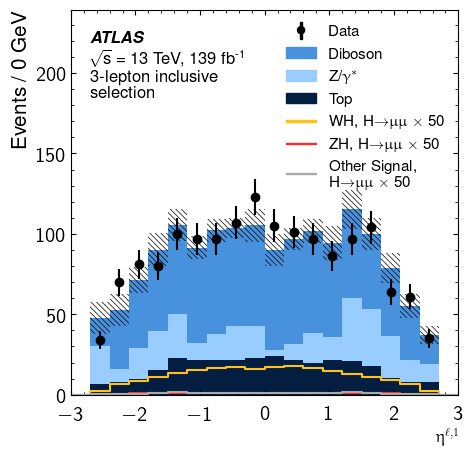 Events / 0 GeV
ATLAS
√s = 13 TeV, 139 fb⁻¹
3-lepton inclusive
selection
Data
Diboson
Z/γ*
Top
WH, H→μμ × 50
ZH, H→μμ × 50
Other Signal,
H→μμ × 50
200
150
100
50
0
−3 −2 −1 0 1 2 3
η^ℓ,1